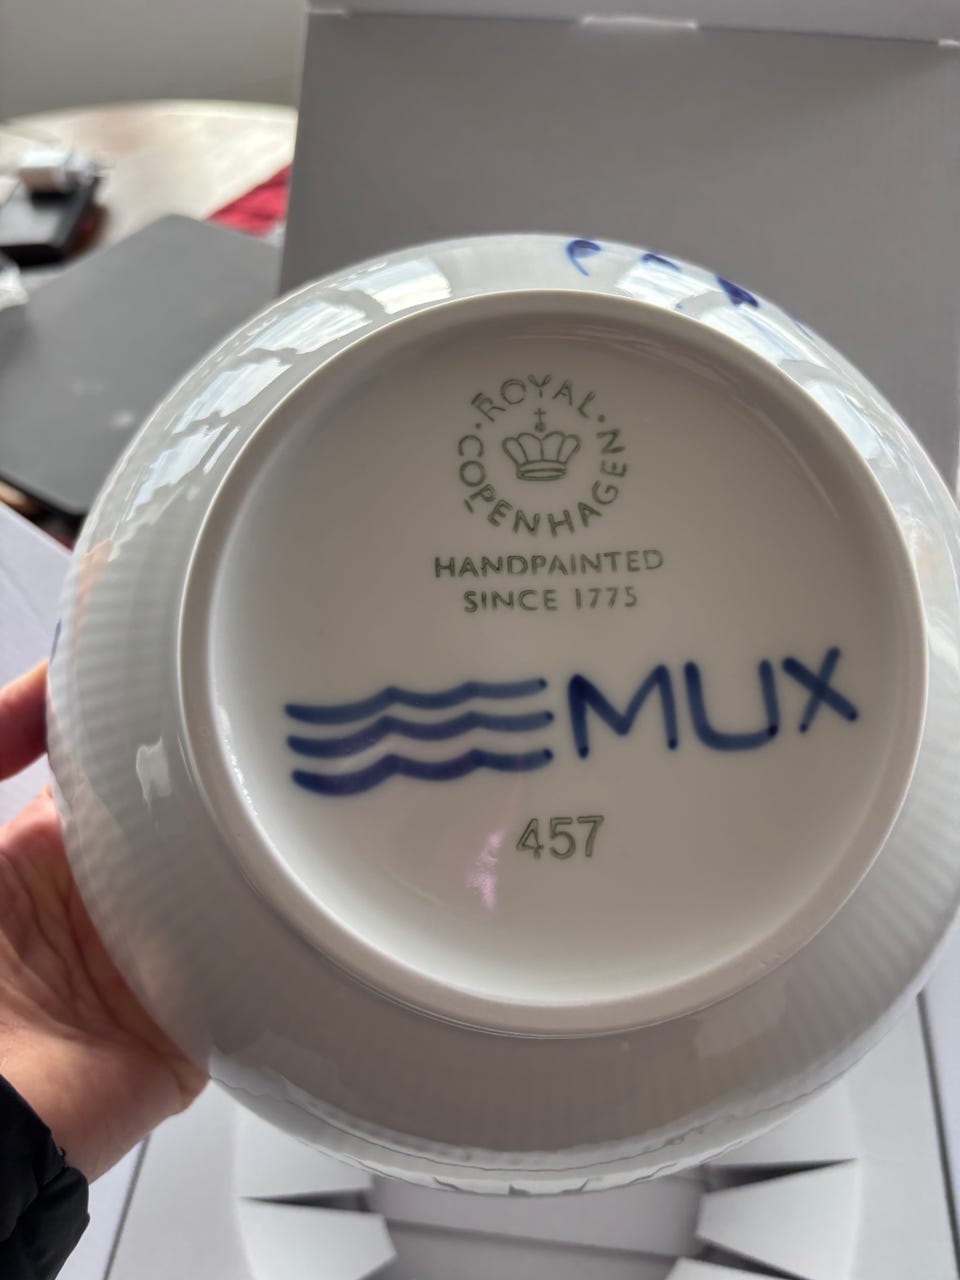 ROYAL
COPENHAGEN
HANDPAINTED
SINCE 1775
MUX
457